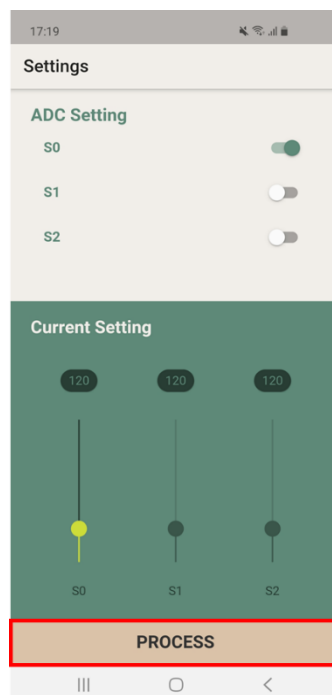 17:19
Settings
ADC Setting
S0
S1
S2
Current Setting
120 120 120
S0 S1 S2
PROCESS